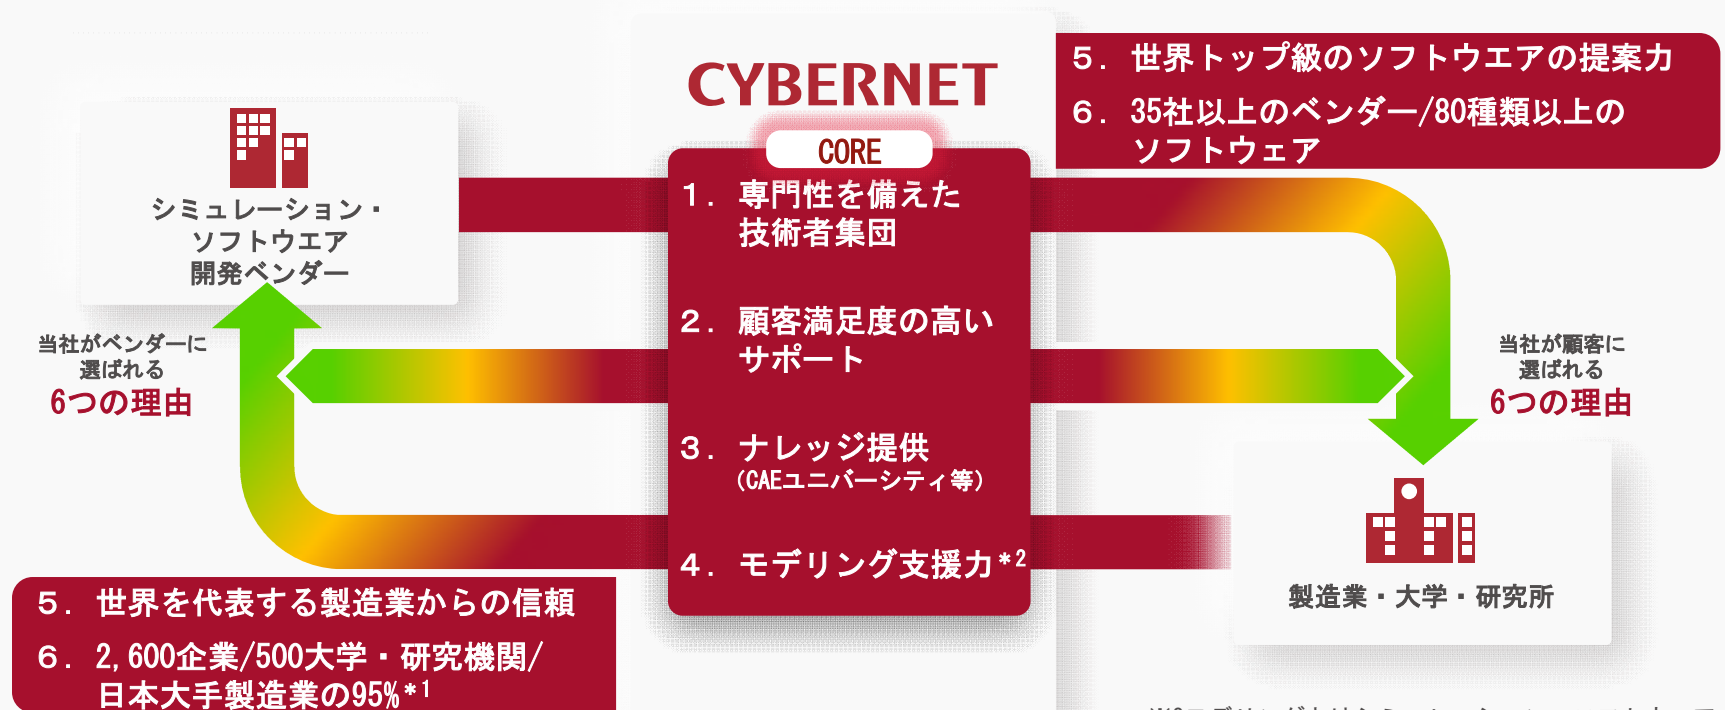 CYBERNET
CORE
1. 専門性を備えた
技術者集団
2. 顧客満足度の高い
サポート
3. ナレッジ提供
(CAEユニバーシティ等)
4. モデリング支援力*2
シミュレーション・
ソフトウエア
開発ベンダー
当社がベンダーに
選ばれる
6つの理由
5. 世界を代表する製造業からの信頼
6. 2,600企業/500大学・研究機関/
日本大手製造業の95%*1
5. 世界トップ級のソフトウエアの提案力
6. 35社以上のベンダー/80種類以上の
ソフトウェア
当社が顧客に
選ばれる
6つの理由
製造業・大学・研究所